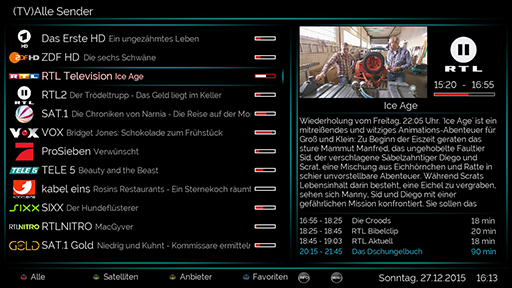 (TV)Alle Sender
Das Erste HD Ein ungezähmtes Leben
ZDF HD Die sechs Schwäne
RTL Television Ice Age
RTL2 Der Trödeltrupp - Das Geld liegt im Keller
SAT.1 Die Chroniken von Narnia - Die Reise auf der Mo
VOX VOX Bridget Jones: Schokolade zum Frühstück
ProSieben Verwünscht
TELE 5 TELE 5 Beauty and the Beast
kabel eins Rosins Restaurants - Ein Sternekoch räumt
sixx SIXX Der Hundeflüsterer
RTLNITRO RTLNITRO MacGyver
GOLD SAT.1 Gold Niedrig und Kuhnt - Kommissare ermitteln
RTL
15:20 - 16:55
Ice Age
Wiederholung vom Freitag, 22.05 Uhr. 'Ice Age' ist ein
mitreißendes und witziges Animations-Abenteuer für
Groß und Klein: Zu Beginn der Eiszeit geraten das
sture Mammut Manfred, das ungehobelte Faultier
Sid, der verschlagene Säbelzahntiger Diego und
Scrat, eine Mischung aus Eichhörnchen und Ratte in
schier unvorstellbare Abenteuer. Während Scrats
Lebensinhalt darin besteht, eine Eichel zu vergraben,
sehen sich Manny, Sid und Diego mit einer
gefährlichen Mission konfrontiert. Sie sollen das
16:55 - 18:25 Die Croods 18 min
18:25 - 18:45 RTL Bibelclip 20 min
18:45 - 19:03 RTL Aktuell 18 min
20:15 - 21:45 Das Dschungelbuch 90 min
Alle Satelliten Anbieter Favoriten INFO MENU Sonntag, 27.12.2015 16:13